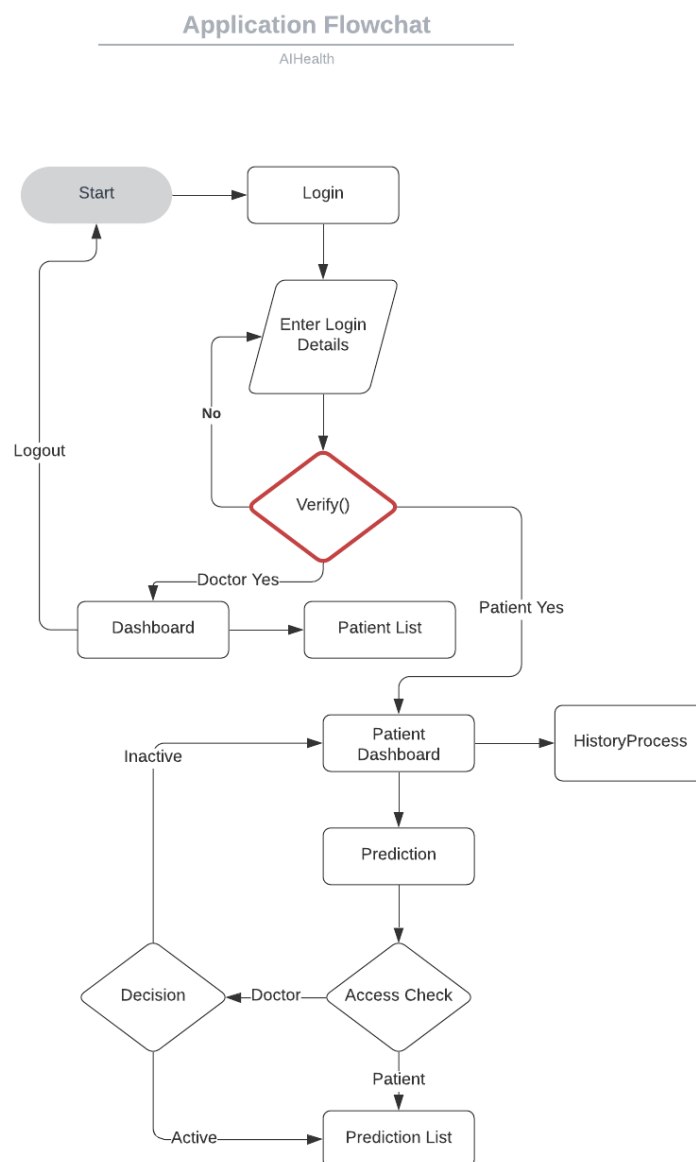 Application Flowchat
AIHealth
Start
Login
Enter Login
Details
No
Logout
Verify()
Doctor Yes
Patient Yes
Dashboard
Patient List
Patient
Dashboard
HistoryProcess
Inactive
Prediction
Decision
Doctor
Access Check
Patient
Active
Prediction List